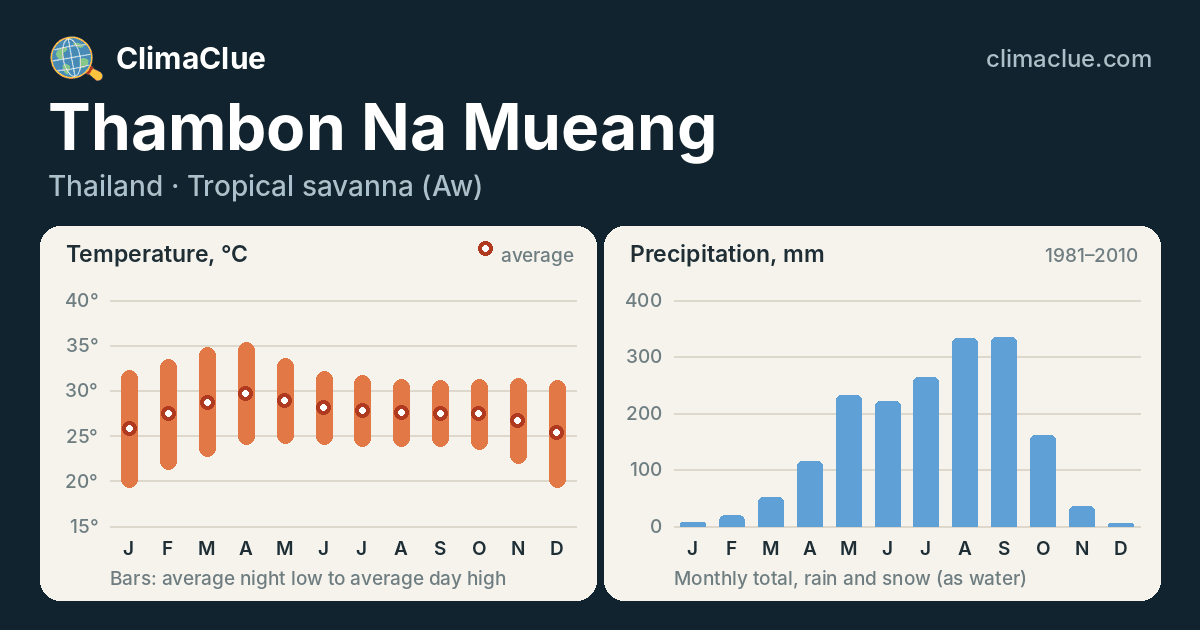 ClimaClue
climaclue.com
Thambon Na Mueang
Thailand · Tropical savanna (Aw)
Temperature, °C
average
40°
35°
30°
25°
20°
15°
J F M A M J J A S O N D
Bars: average night low to average day high
Precipitation, mm
1981–2010
400
300
200
100
0
J F M A M J J A S O N D
Monthly total, rain and snow (as water)